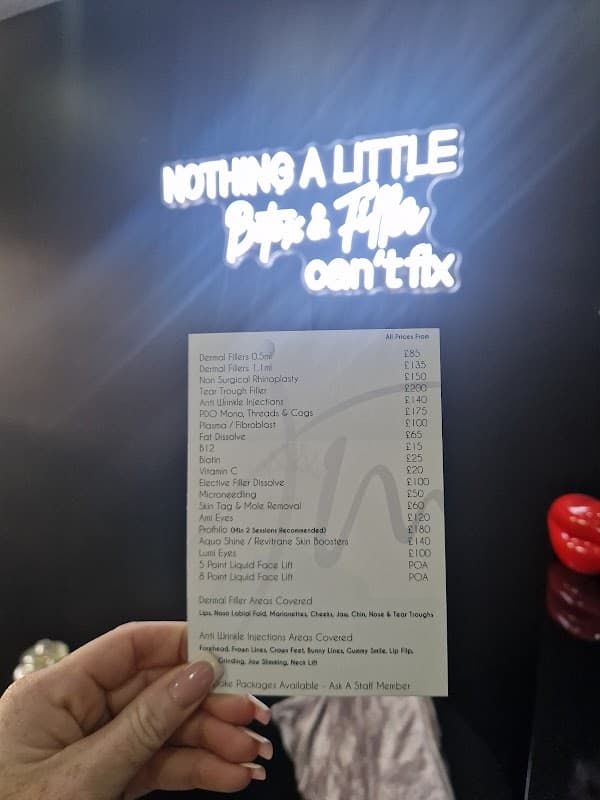 NOTHING A LITTLE
Botox & Filler
can't fix
All Prices From
Dermal Fillers 0.5ml £85
Dermal Fillers 1.1ml £135
Non Surgical Rhinoplasty £150
Tear Trough Filler £200
Anti Wrinkle Injections £140
PDO Mono, Threads & Cogs £175
Plasma / Fibroblast £100
Fat Dissolve £65
B12 £15
Biotin £25
Vitamin C £20
Elective Filler Dissolve £100
Microneedling £50
Skin Tag & Mole Removal £60
Ami Eyes £120
Profhilo (Min 2 Sessions Recommended) £180
Aqua Shine / Revitrane Skin Boosters £140
Lumi Eyes £100
5 Point Liquid Face Lift POA
8 Point Liquid Face Lift POA
Dermal Filler Areas Covered
Lips, Naso Labial Fold, Marionettes, Cheeks, Jaw, Chin, Nose & Tear Troughs
Anti Wrinkle Injections Areas Covered
Forehead, Frown Lines, Crows Feet, Bunny Lines, Gummy Smile, Lip Flip,
Grinding, Jaw Slimming, Neck Lift
Packages Available - Ask A Staff Member